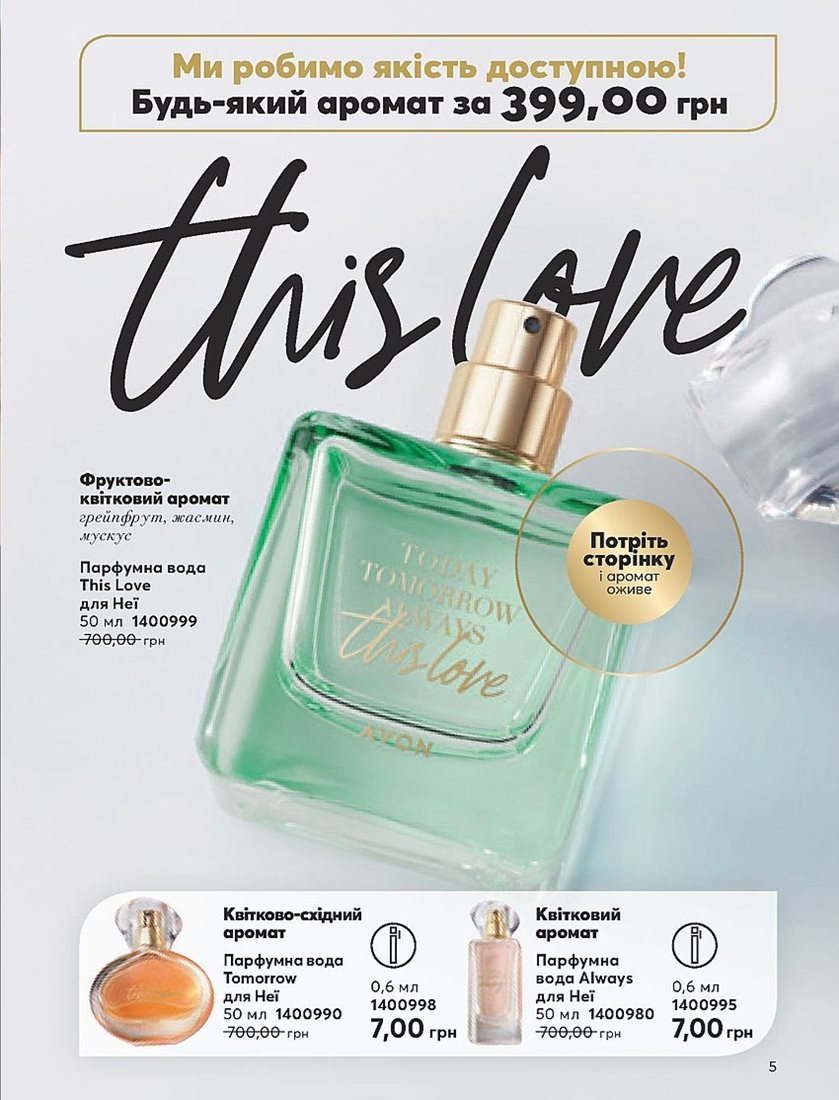 Ми робимо якість доступною!
Будь-який аромат за 399,00 грн
this love
Фруктово-
квітковий аромат
грейпфрут, жасмин,
мускус
Парфумна вода
This Love
для Неї
50 мл 1400999
700,00 грн
TODAY
TOMORROW
ALWAYS
this love
AVON
Потріть
сторінку
і аромат
оживе
Квітково-східний
аромат
Парфумна вода
Tomorrow
для Неї
50 мл 1400990
700,00 грн
0,6 мл
1400998
7,00 грн
Квітковий
аромат
Парфумна
вода Always
для Неї
50 мл 1400980
700,00 грн
0,6 мл
1400995
7,00 грн
5